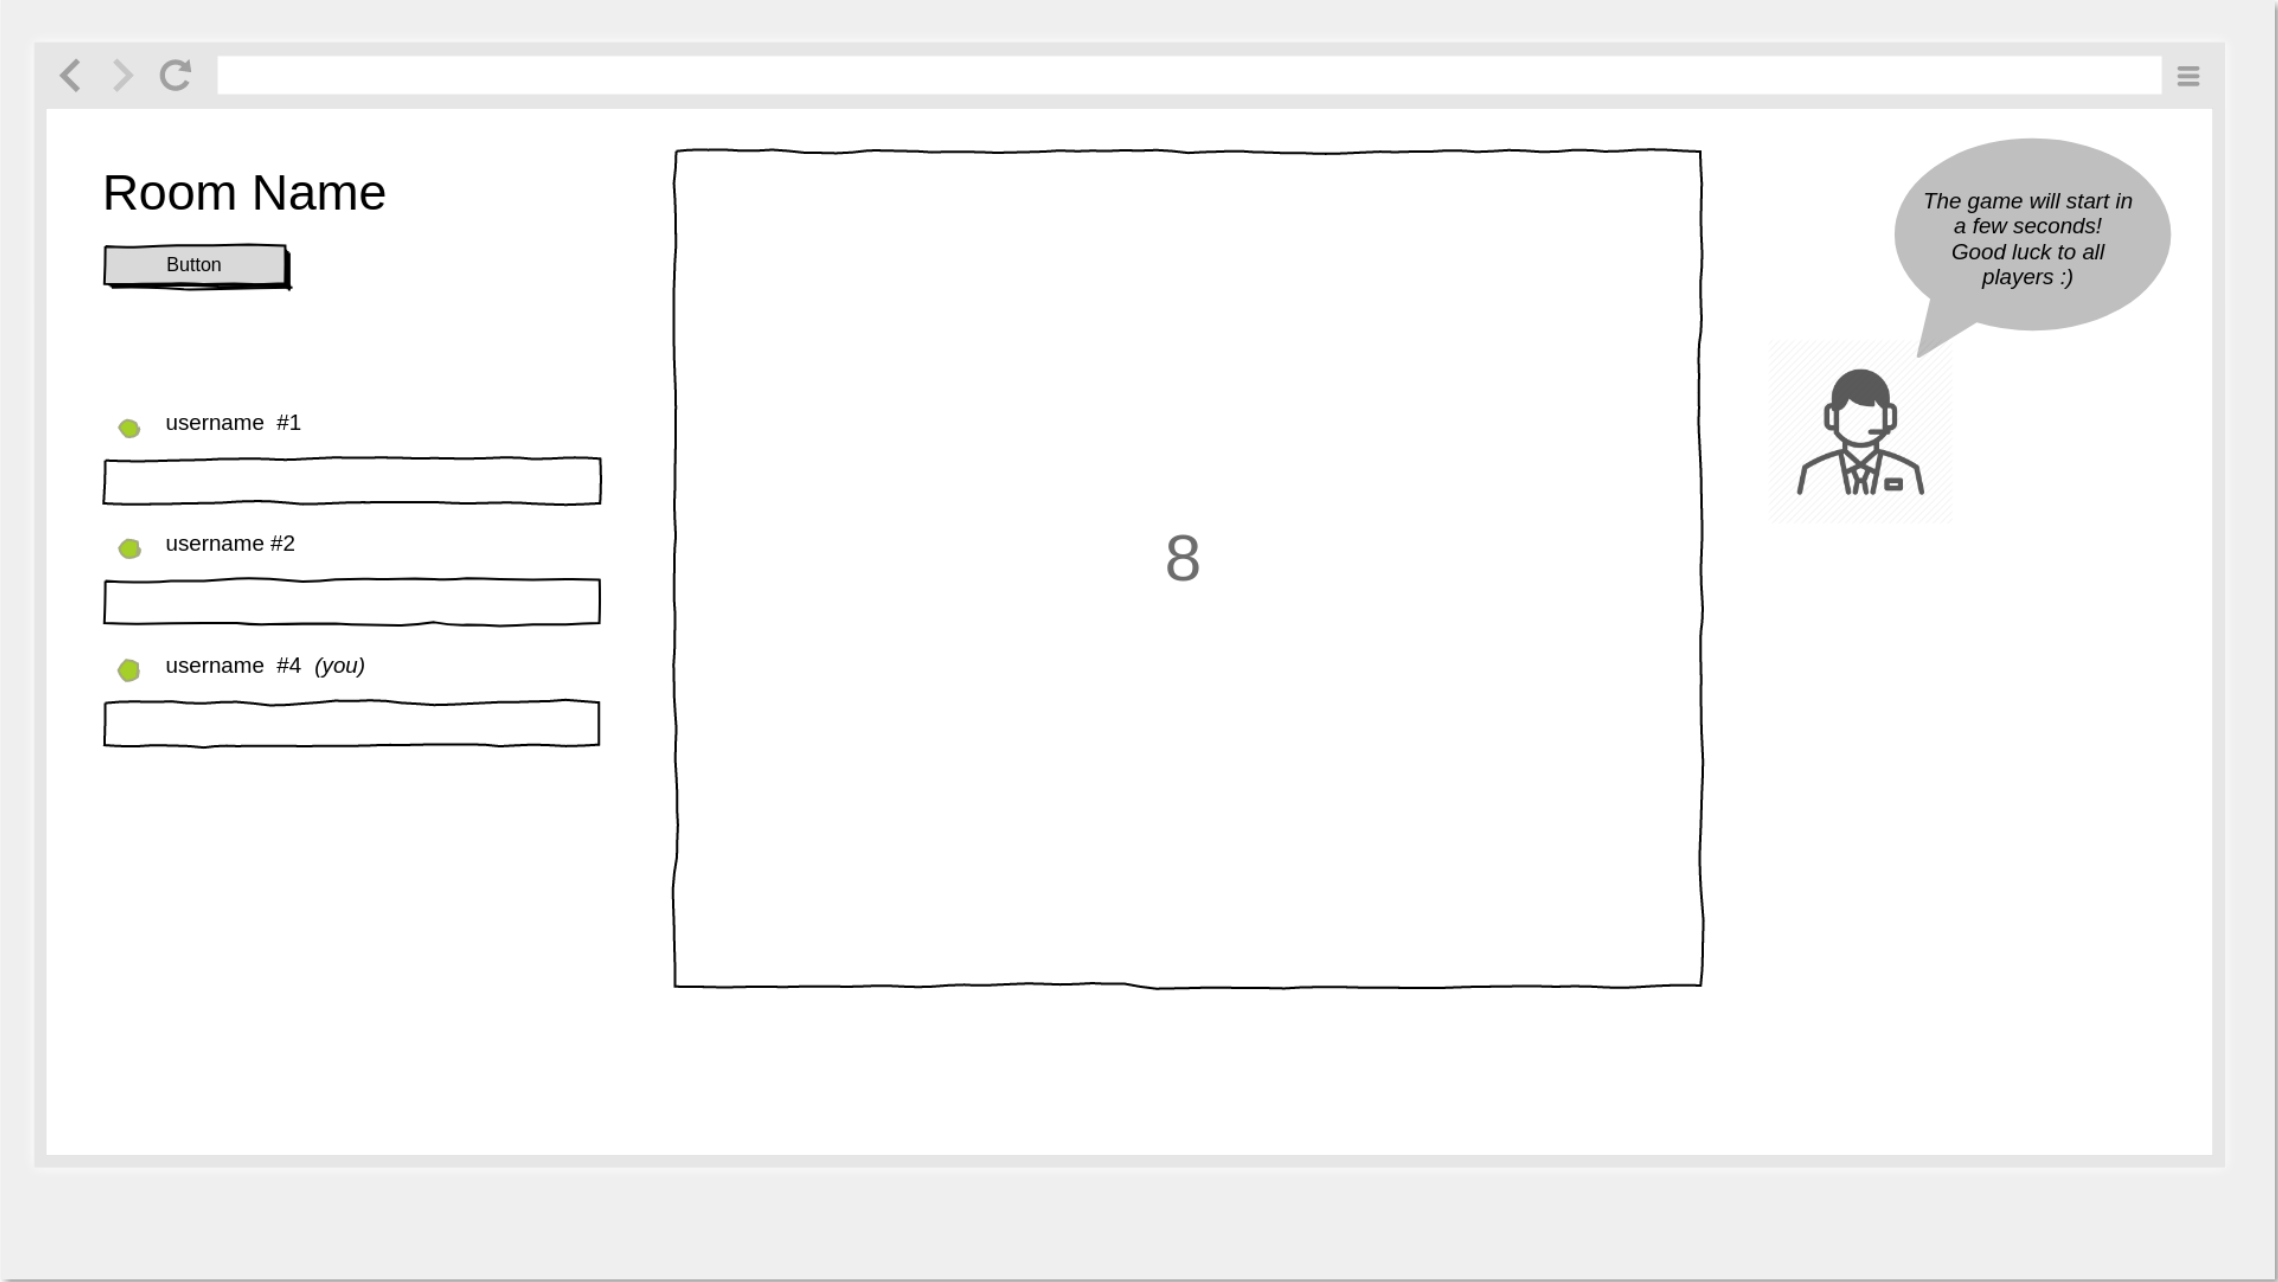 Room Name
Button
username  #1
username #2
username  #4  (you)
8
The game will start in
a few seconds!
Good luck to all
players :)